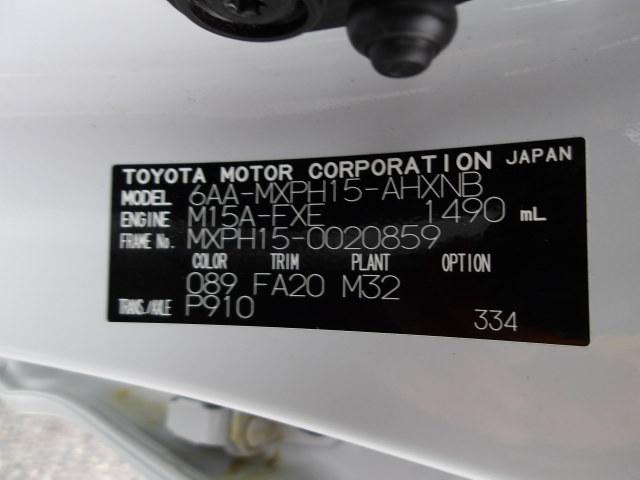 TOYOTA MOTOR CORPORATION JAPAN
MODEL 6AA-MXPH15-AHXNB
ENGINE M15A-FXE 1490 mL
FRAME No. MXPH15-0020859
COLOR TRIM PLANT OPTION
089 FA20 M32
TRANS./AXLE P910
334